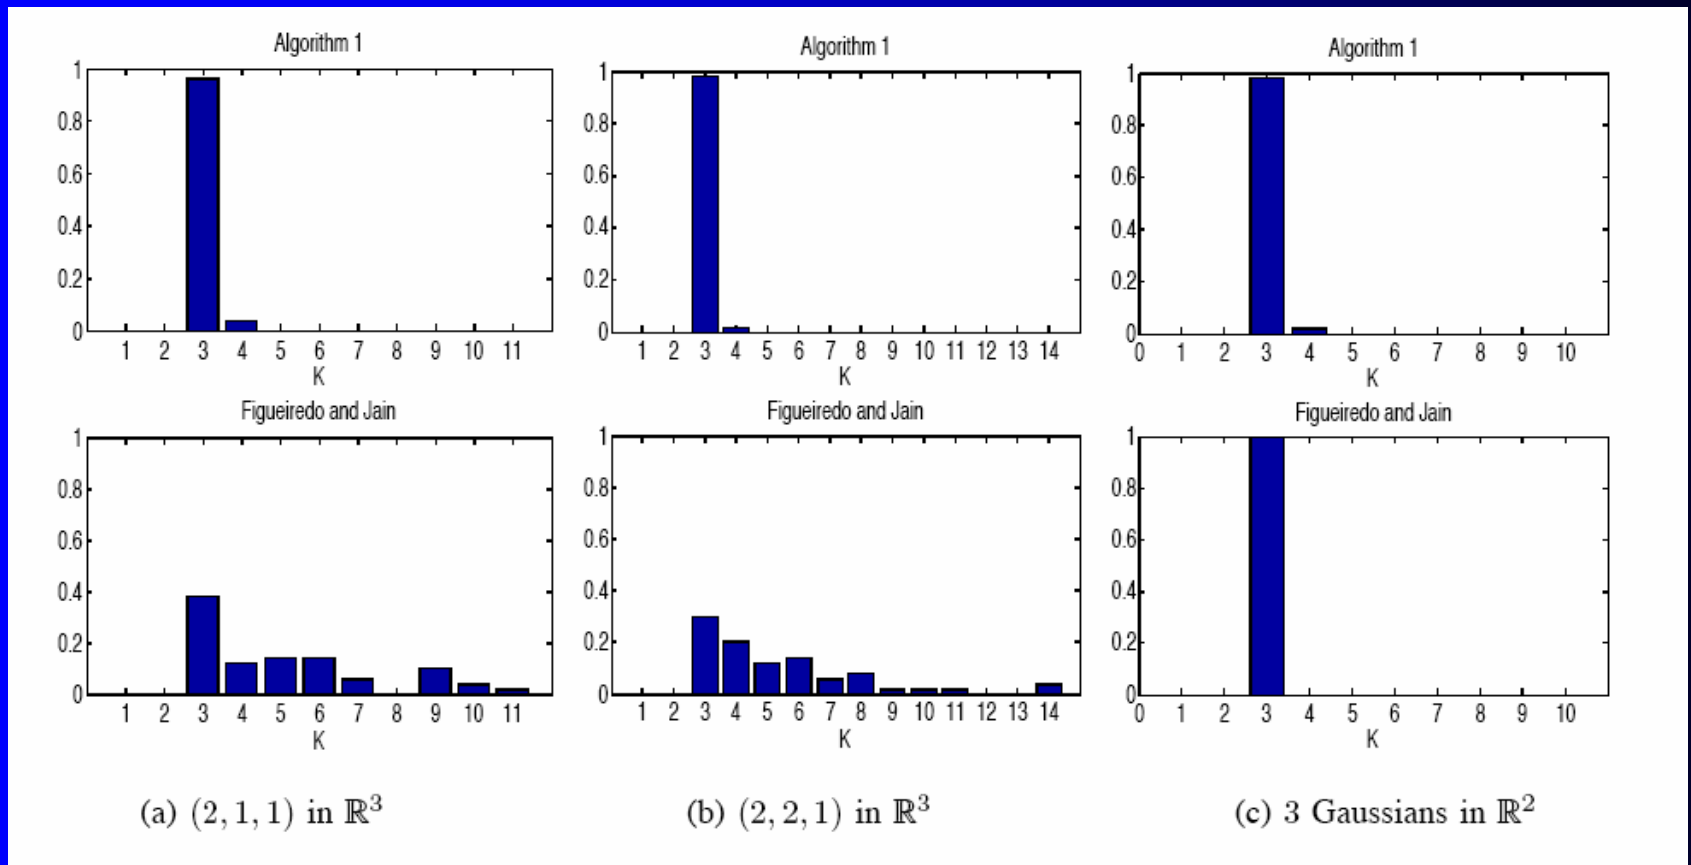 Algorithm 1
1
0.8
0.6
0.4
0.2
0
1 2 3 4 5 6 7 8 9 10 11
K
Algorithm 1
1
0.8
0.6
0.4
0.2
0
1 2 3 4 5 6 7 8 9 10 11 12 13 14
K
Algorithm 1
1
0.8
0.6
0.4
0.2
0
0 1 2 3 4 5 6 7 8 9 10
K
Figueiredo and Jain
1
0.8
0.6
0.4
0.2
0
1 2 3 4 5 6 7 8 9 10 11
K
Figueiredo and Jain
1
0.8
0.6
0.4
0.2
0
1 2 3 4 5 6 7 8 9 10 11 12 13 14
K
Figueiredo and Jain
1
0.8
0.6
0.4
0.2
0
0 1 2 3 4 5 6 7 8 9 10
K
(a) (2, 1, 1) in ℝ³
(b) (2, 2, 1) in ℝ³
(c) 3 Gaussians in ℝ²